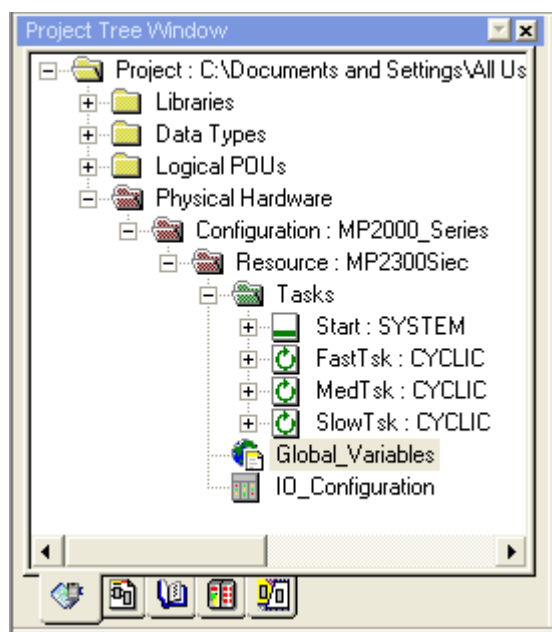 Project Tree Window
Project : C:\Documents and Settings\All Us
Libraries
Data Types
Logical POUs
Physical Hardware
Configuration : MP2000_Series
Resource : MP2300Siec
Tasks
Start : SYSTEM
FastTsk : CYCLIC
MedTsk : CYCLIC
SlowTsk : CYCLIC
Global_Variables
IO_Configuration